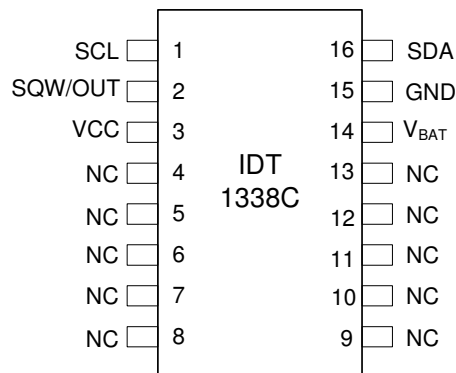 SCL 1 16 SDA
SQW/OUT 2 15 GND
VCC 3 14 VBAT
NC 4 IDT 13 NC
1338C
NC 5 12 NC
NC 6 11 NC
NC 7 10 NC
NC 8 9 NC